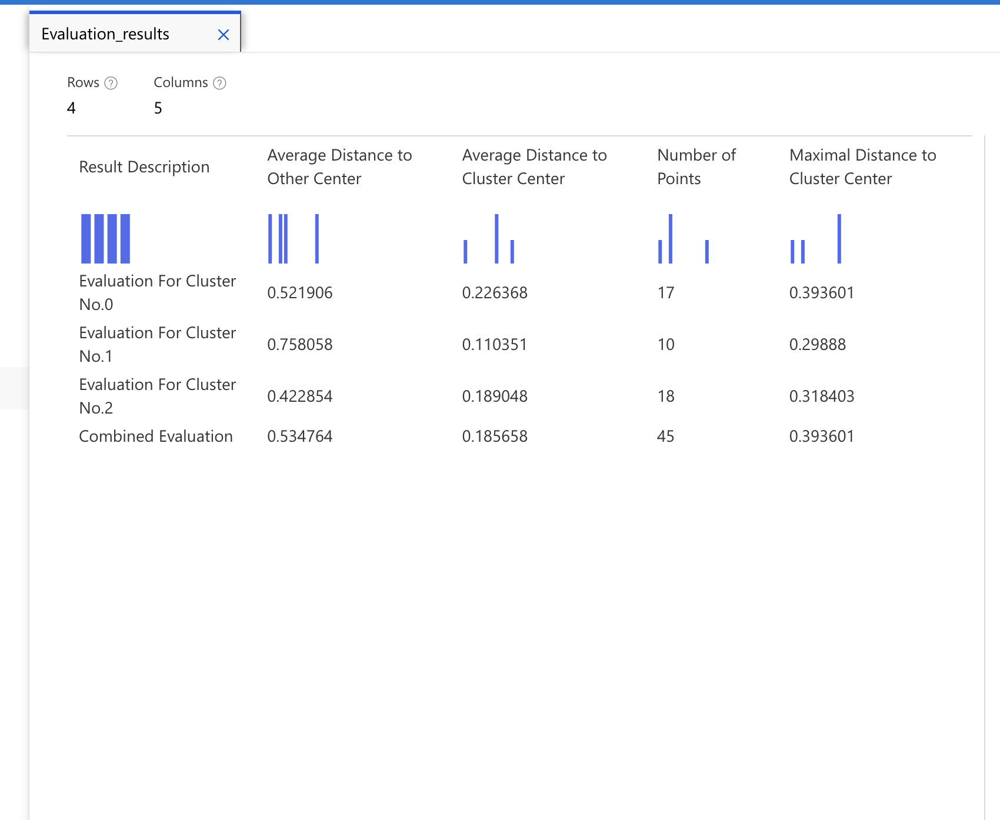 Evaluation_results
Rows ? Columns ?
4 5
Result Description
Average Distance to
Other Center
Average Distance to
Cluster Center
Number of
Points
Maximal Distance to
Cluster Center
Evaluation For Cluster
No.0
0.521906 0.226368 17 0.393601
Evaluation For Cluster
No.1
0.758058 0.110351 10 0.29888
Evaluation For Cluster
No.2
0.422854 0.189048 18 0.318403
Combined Evaluation 0.534764 0.185658 45 0.393601